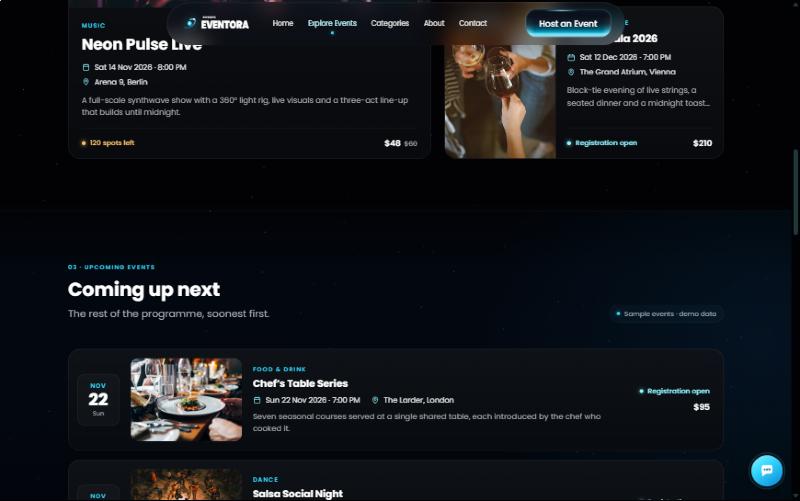 EVENTORA
Home
Explore Events
Categories
About
Contact
Host an Event
MUSIC
Neon Pulse Live
Sat 14 Nov 2026 · 8:00 PM
Arena 9, Berlin
A full-scale synthwave show with a 360° light rig, live visuals and a three-act line-up
that builds until midnight.
120 spots left
$48 $60
2026
Sat 12 Dec 2026 · 7:00 PM
The Grand Atrium, Vienna
Black-tie evening of live strings, a
seated dinner and a midnight toast...
Registration open
$210
03 · UPCOMING EVENTS
Coming up next
The rest of the programme, soonest first.
Sample events · demo data
NOV
22
Sun
FOOD & DRINK
Chef's Table Series
Sun 22 Nov 2026 · 7:00 PM
The Larder, London
Seven seasonal courses served at a single shared table, each introduced by the chef who
cooked it.
Registration open
$95
NOV
DANCE
Salsa Social Night